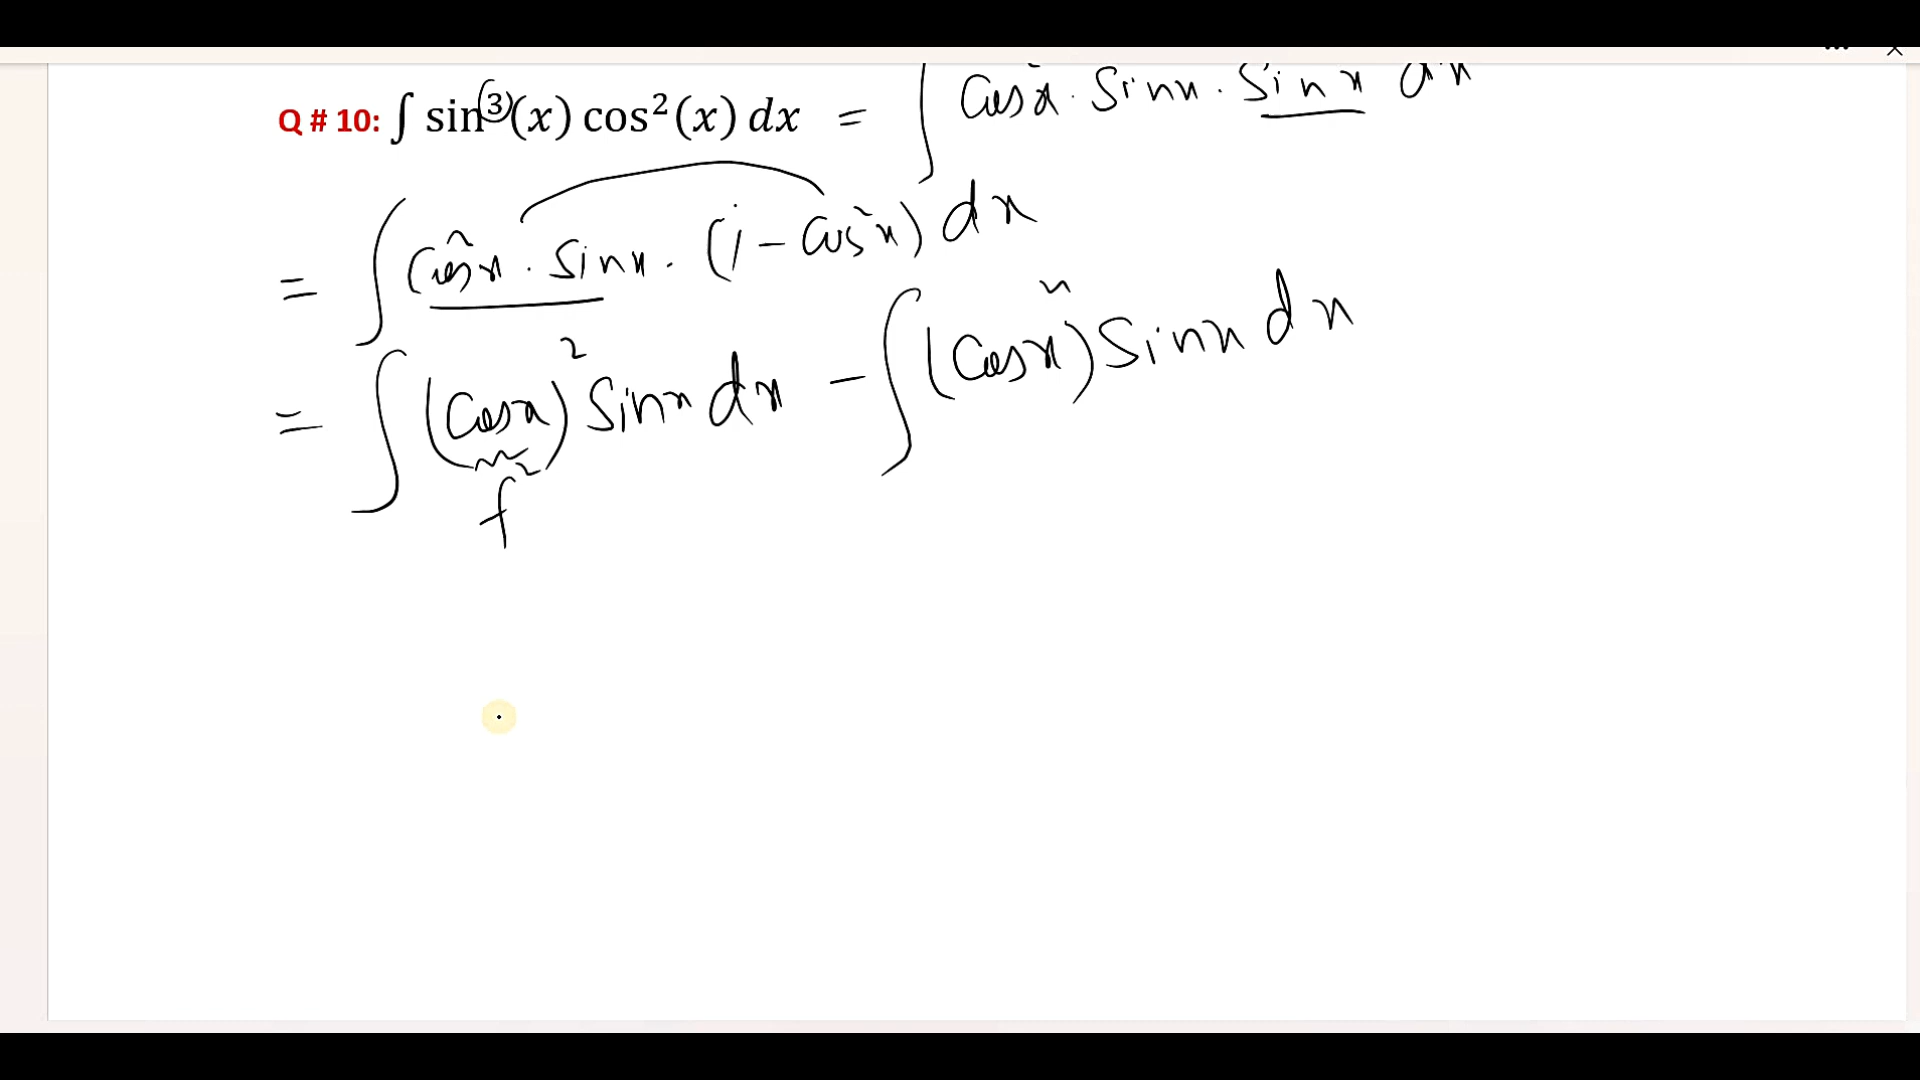 Q # 10: ∫ sin³(x) cos²(x) dx = ∫ Cos²x · Sinx · Sin²x dx
= ∫ Cos²x · Sinx · (1 - Cos²x) dx
= ∫ (Cosx)² Sinx dx - ∫ (Cosx)ⁿ Sinx dx
f